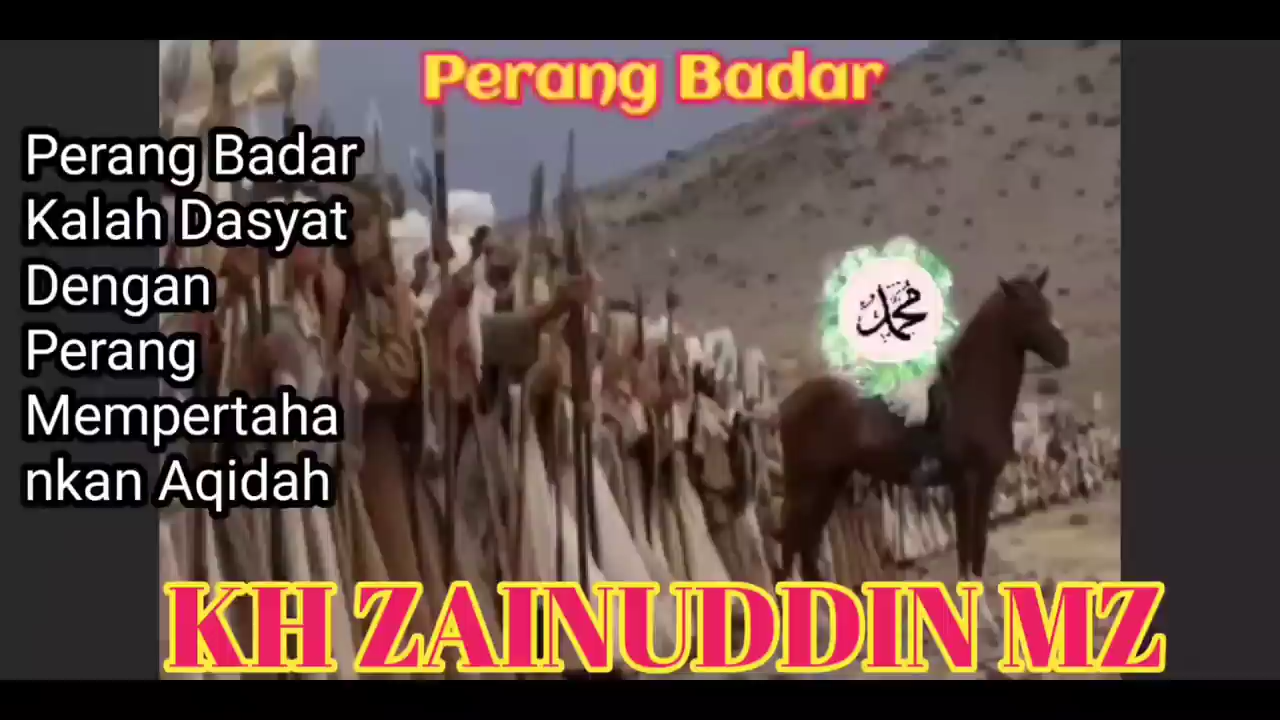 Perang Badar
Perang Badar
Kalah Dasyat
Dengan
Perang
Mempertaha
nkan Aqidah
محمد
KH ZAINUDDIN MZ